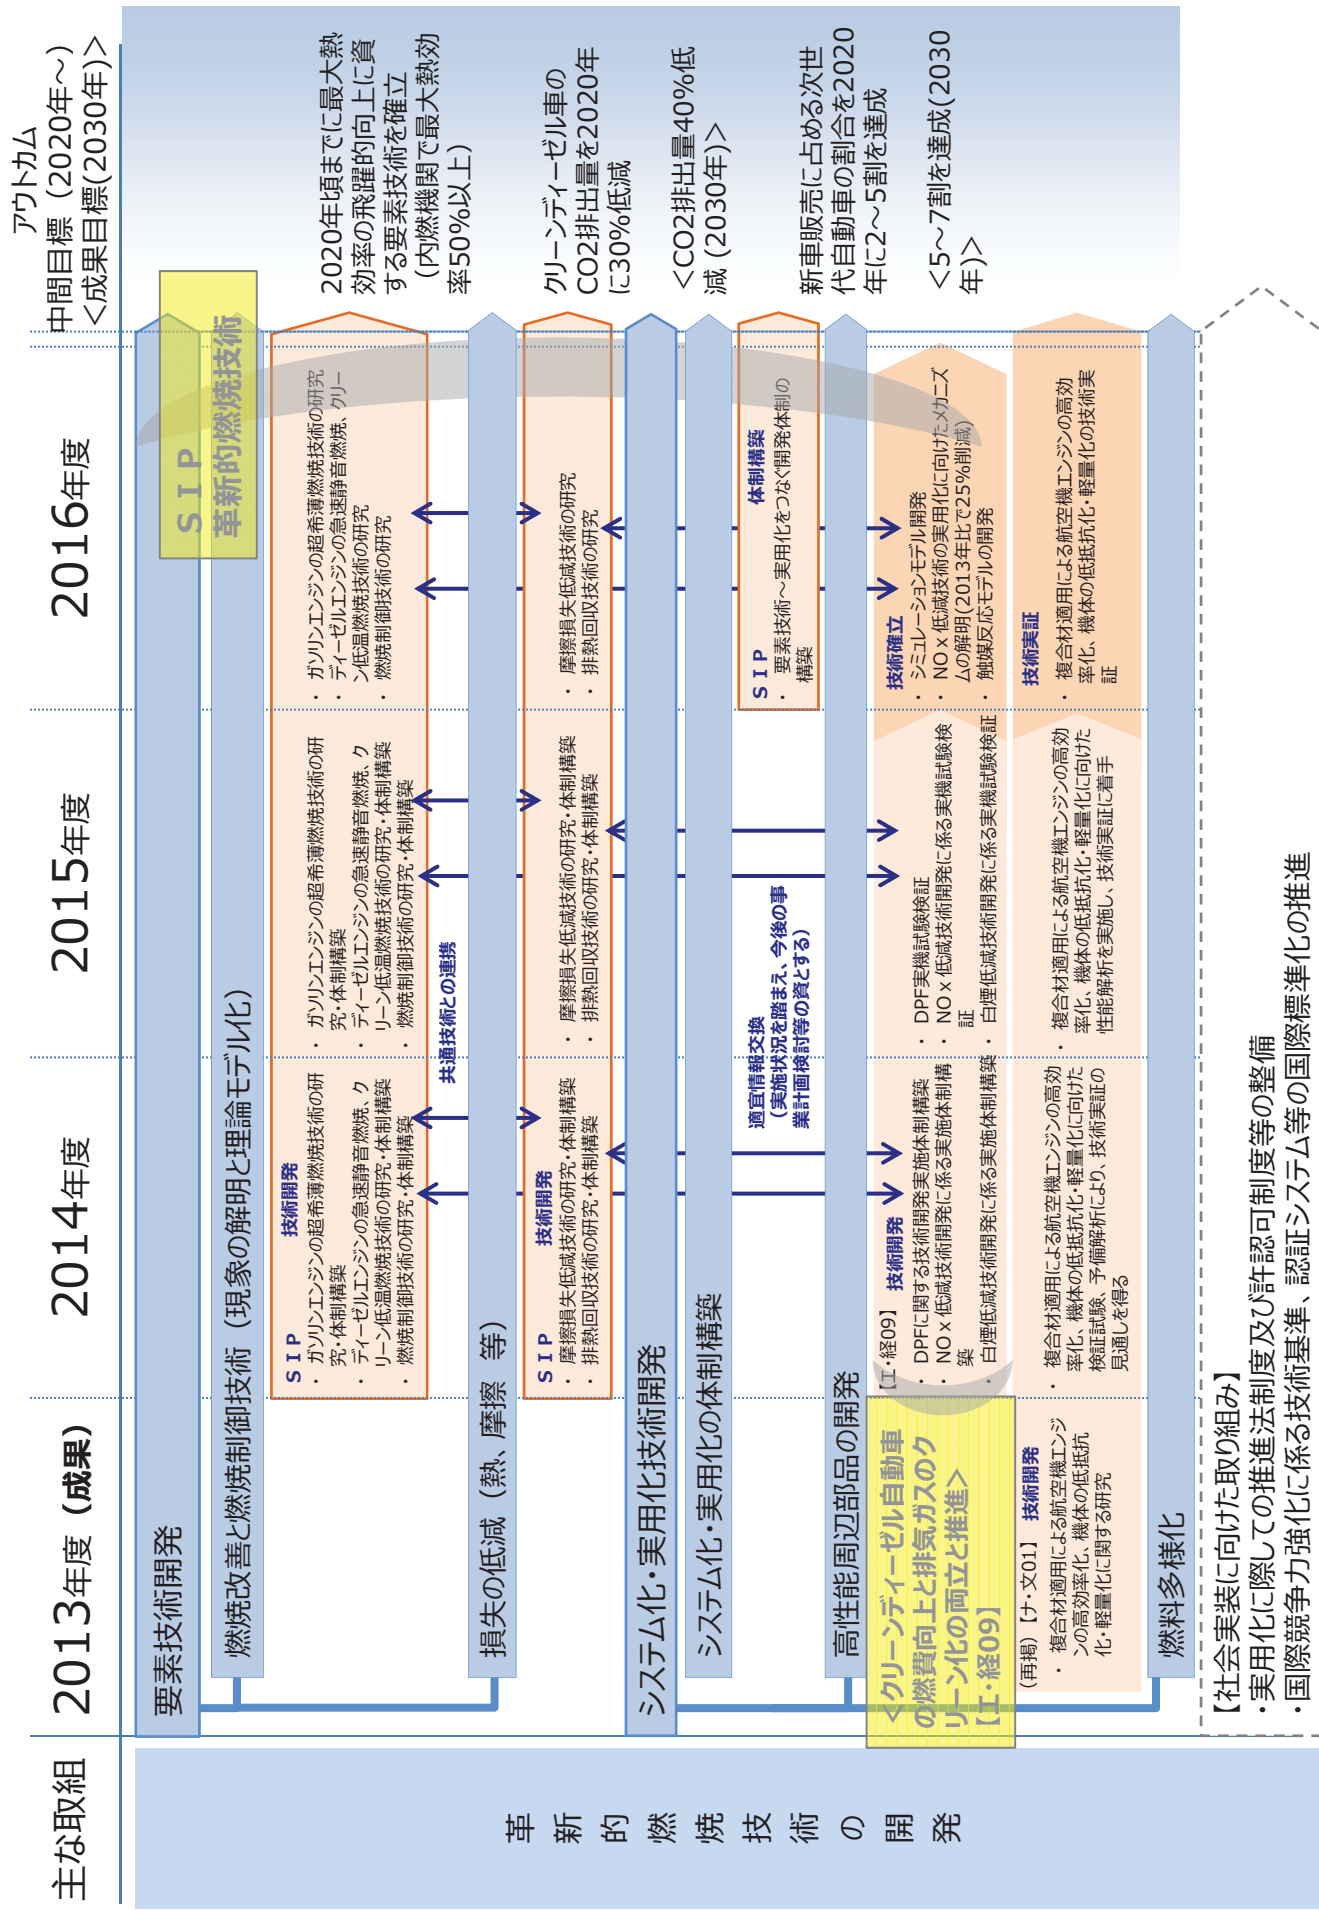 主な取組
2013年度（成果）
2014年度
2015年度
2016年度
アウトカム
中間目標（2020年～）
＜成果目標(2030年)＞
革新的燃焼技術の開発
要素技術開発
ＳＩＰ
革新的燃焼技術
燃焼改善と燃焼制御技術（現象の解明と理論モデル化）
ＳＩＰ　技術開発
・ ガソリンエンジンの超希薄燃焼技術の研
究・体制構築
・ ディーゼルエンジンの急速静音燃焼、ク
リーン低温燃焼技術の研究・体制構築
・ 燃焼制御技術の研究・体制構築
・ ガソリンエンジンの超希薄燃焼技術の研
究・体制構築
・ ディーゼルエンジンの急速静音燃焼、ク
リーン低温燃焼技術の研究・体制構築
・ 燃焼制御技術の研究・体制構築
・ ガソリンエンジンの超希薄燃焼技術の研究
・ ディーゼルエンジンの急速静音燃焼、クリー
ン低温燃焼技術の研究
・ 燃焼制御技術の研究
共通技術との連携
損失の低減（熱、摩擦 等）
ＳＩＰ　技術開発
・ 摩擦損失低減技術の研究・体制構築
・ 排熱回収技術の研究・体制構築
・ 摩擦損失低減技術の研究・体制構築
・ 排熱回収技術の研究・体制構築
・ 摩擦損失低減技術の研究
・ 排熱回収技術の研究
システム化・実用化技術開発
システム化・実用化の体制構築
適宜情報交換
（実施状況を踏まえ、今後の事
業計画検討等の資とする）
ＳＩＰ　体制構築
・ 要素技術～実用化をつなぐ開発体制の
構築
高性能周辺部品の開発
＜クリーンディーゼル自動車
の燃費向上と排気ガスのク
リーン化の両立と推進＞
【エ・経09】
【エ・経09】　技術開発
・ DPFに関する技術開発実施体制構築
・ NOｘ低減技術開発に係る実施体制構
築
・ 白煙低減技術開発に係る実施体制構築
・ DPF実機試験検証
・ NOｘ低減技術開発に係る実機試験検
証
・ 白煙低減技術開発に係る実機試験検証
技術確立
・ シミュレーションモデル開発
・ NOｘ低減技術の実用化に向けたメカニズ
ムの解明(2013年比で25%削減)
・ 触媒反応モデルの開発
（再掲）【ナ・文01】　技術開発
・ 複合材適用による航空機エンジ
ンの高効率化、機体の低抵抗
化・軽量化に関する研究
・ 複合材適用による航空機エンジンの高効
率化、機体の低抵抗化・軽量化に向けた
検証試験、予備解析により、技術実証の
見通しを得る
・ 複合材適用による航空機エンジンの高効
率化、機体の低抵抗化・軽量化に向けた
性能解析を実施し、技術実証に着手
技術実証
・ 複合材適用による航空機エンジンの高効
率化、機体の低抵抗化・軽量化の技術実
証
燃料多様化
2020年頃までに最大熱
効率の飛躍的向上に資
する要素技術を確立
（内燃機関で最大熱効
率50%以上）
クリーンディーゼル車の
CO2排出量を2020年
に30%低減
＜CO2排出量40%低
減 (2030年)＞
新車販売に占める次世
代自動車の割合を2020
年に2～5割を達成
＜5～7割を達成(2030
年)＞
【社会実装に向けた取り組み】
・実用化に際しての推進法制度及び許認可制度等の整備
・国際競争力強化に係る技術基準、認証システム等の国際標準化の推進